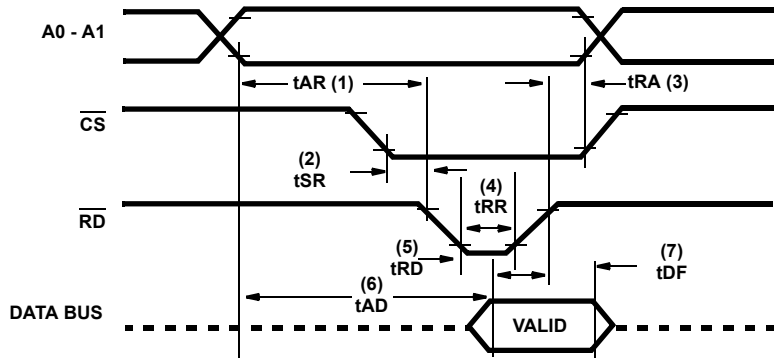 A0 - A1
tAR (1)
tRA (3)
CS
(2)
tSR
(4)
tRR
RD
(5)
tRD
(7)
tDF
(6)
tAD
DATA BUS
VALID